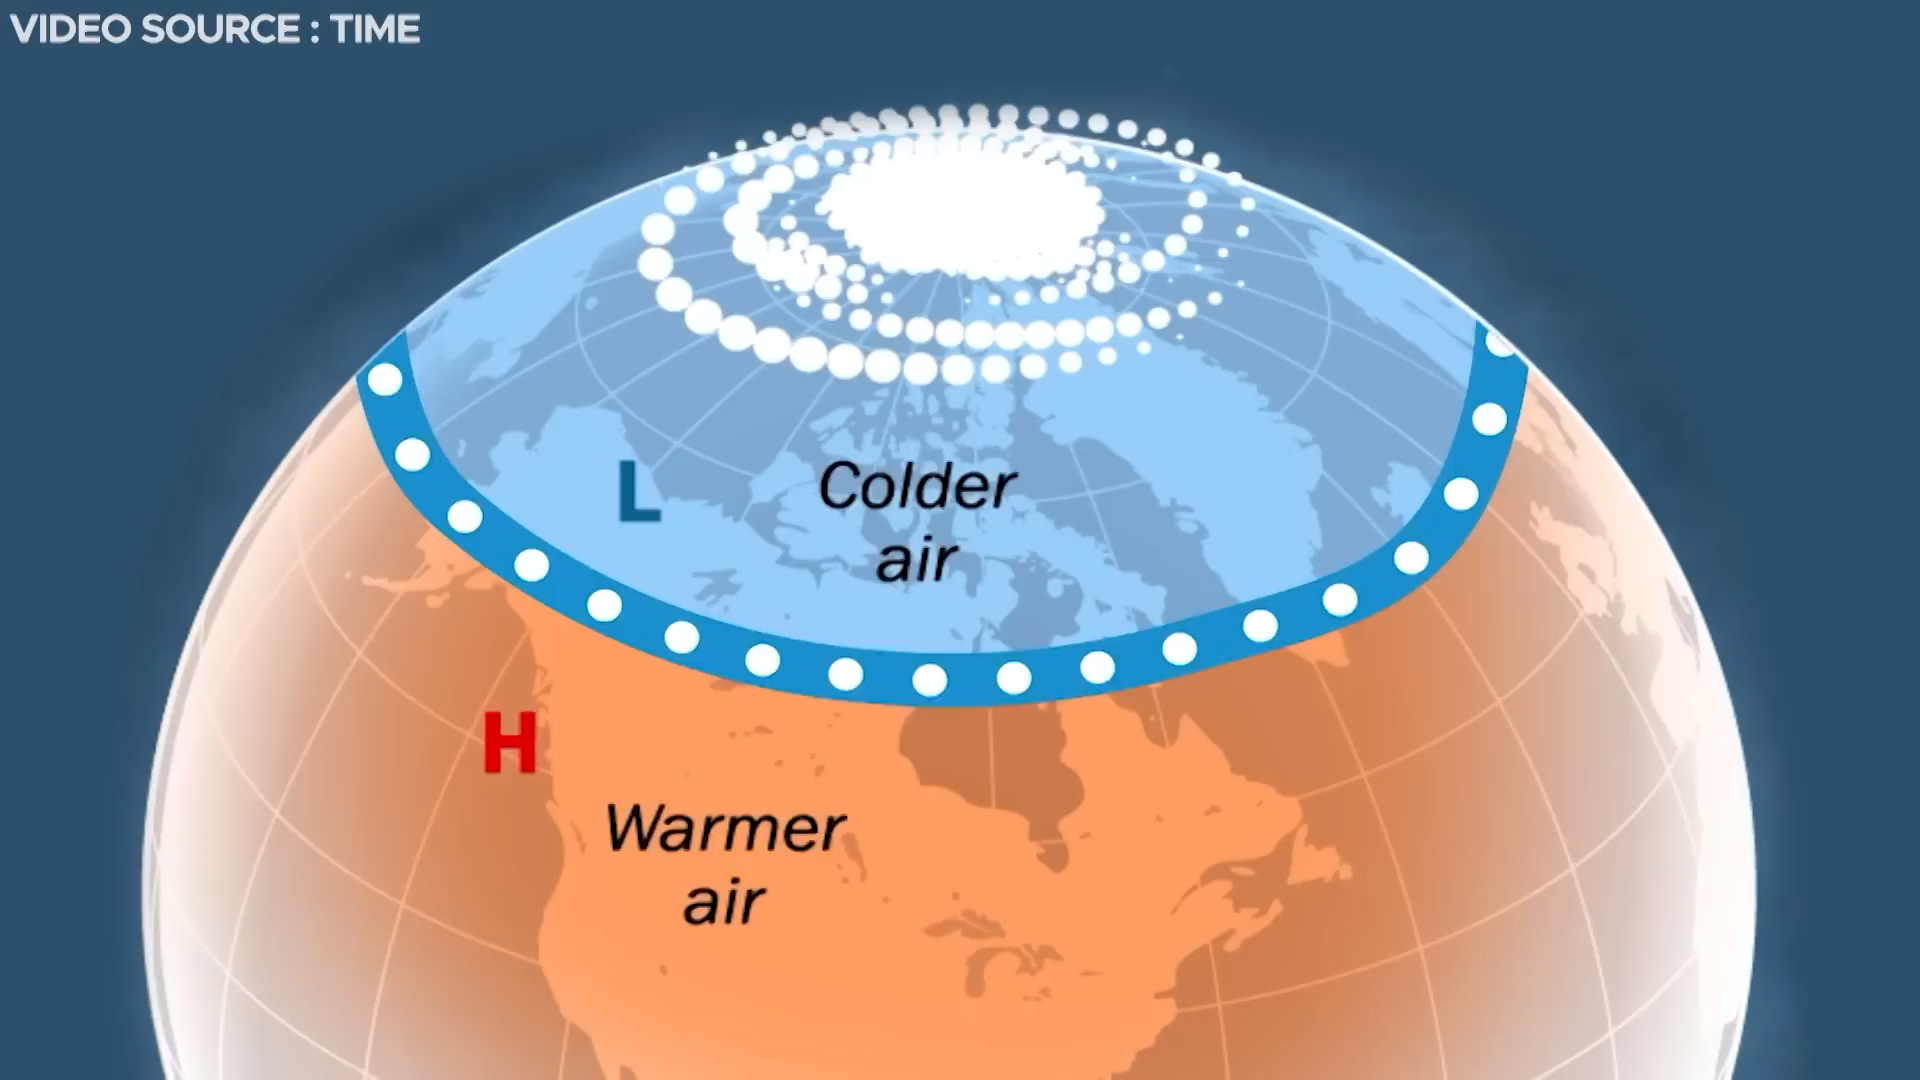 VIDEO SOURCE : TIME
L
Colder
air
H
Warmer
air